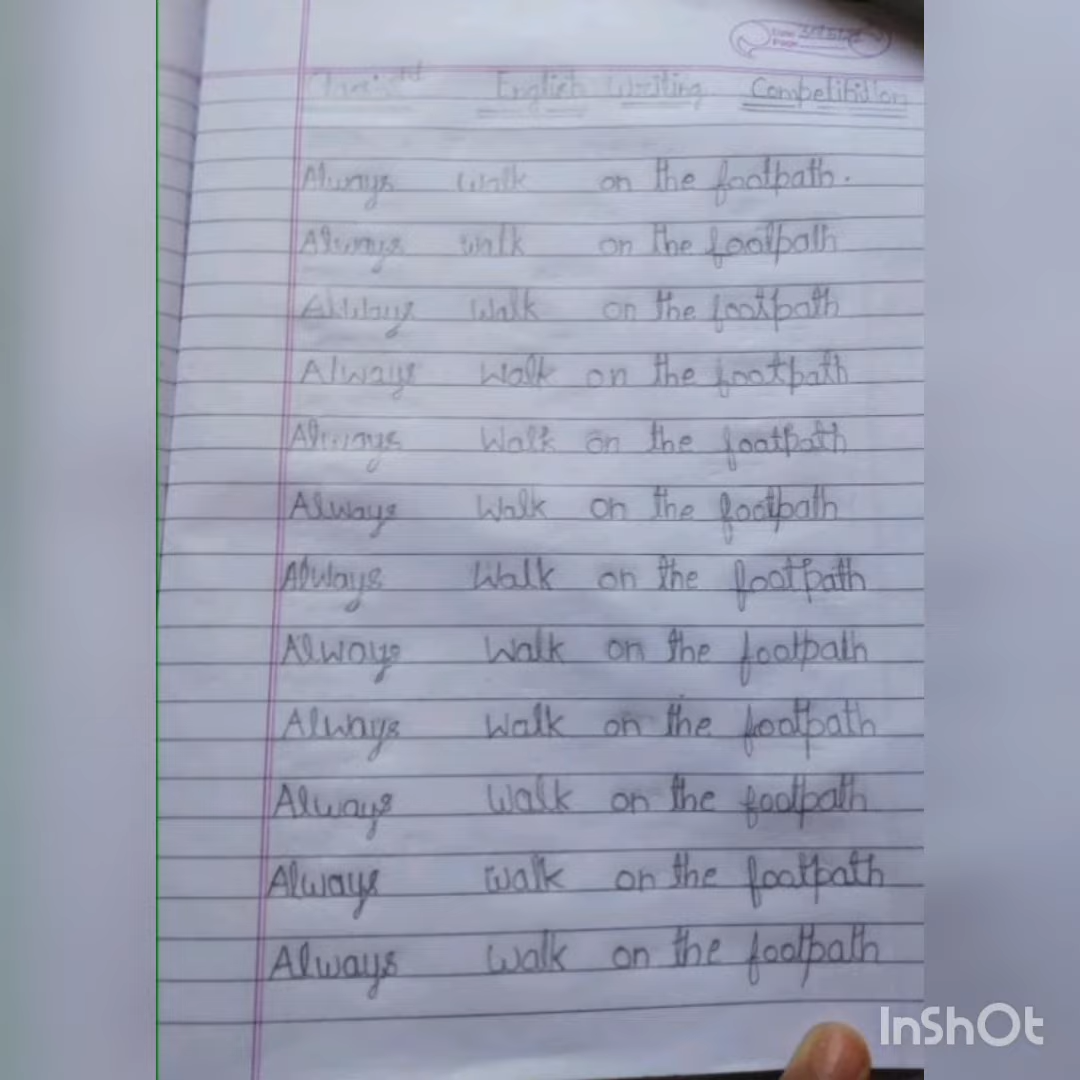 Date
Page
English Writing Competibilion
Always walk on the footpath.
Always walk on the footpath
Always walk on the footpath
Always walk on the footpath
Always walk on the footpath
Always walk on the footpath
Always walk on the footpath
Always walk on the footpath
Always walk on the footpath
Always walk on the footpath
Always walk on the footpath
Always walk on the footpath
InShOt